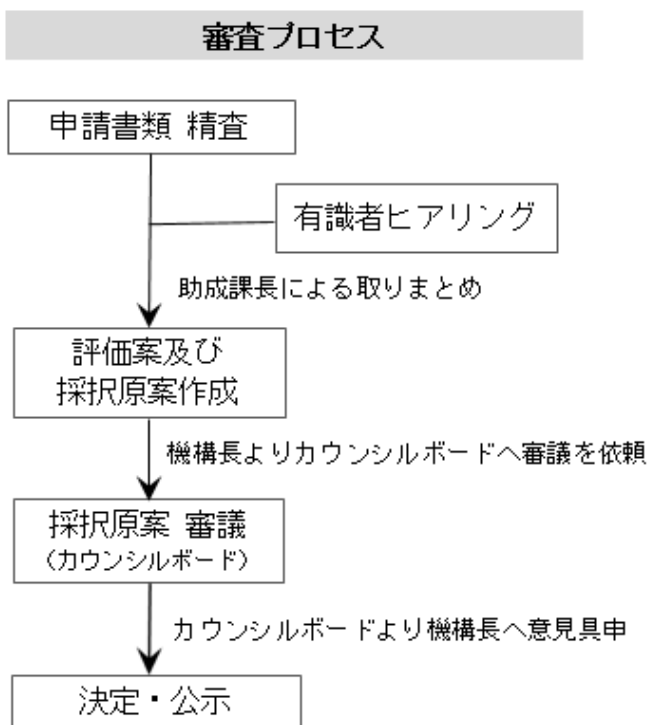 審査プロセス
申請書類 精査
有識者ヒアリング
助成課長による取りまとめ
評価案及び
採択原案作成
機構長よりカウンシルボードへ審議を依頼
採択原案 審議
(カウンシルボード)
カウンシルボードより機構長へ意見具申
決定・公示